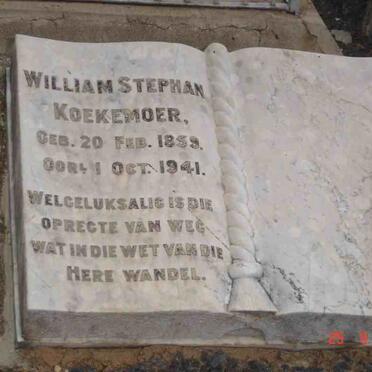 WILLIAM STEPHAN
KOEKEMOER,
GEB. 20 FEB. 1859.
OORL 1 OCT. 1941.
WELGELUKSALIG IS DIE
OPREGTE VAN WEG
WAT IN DIE WET VAN DIE
HERE WANDEL.